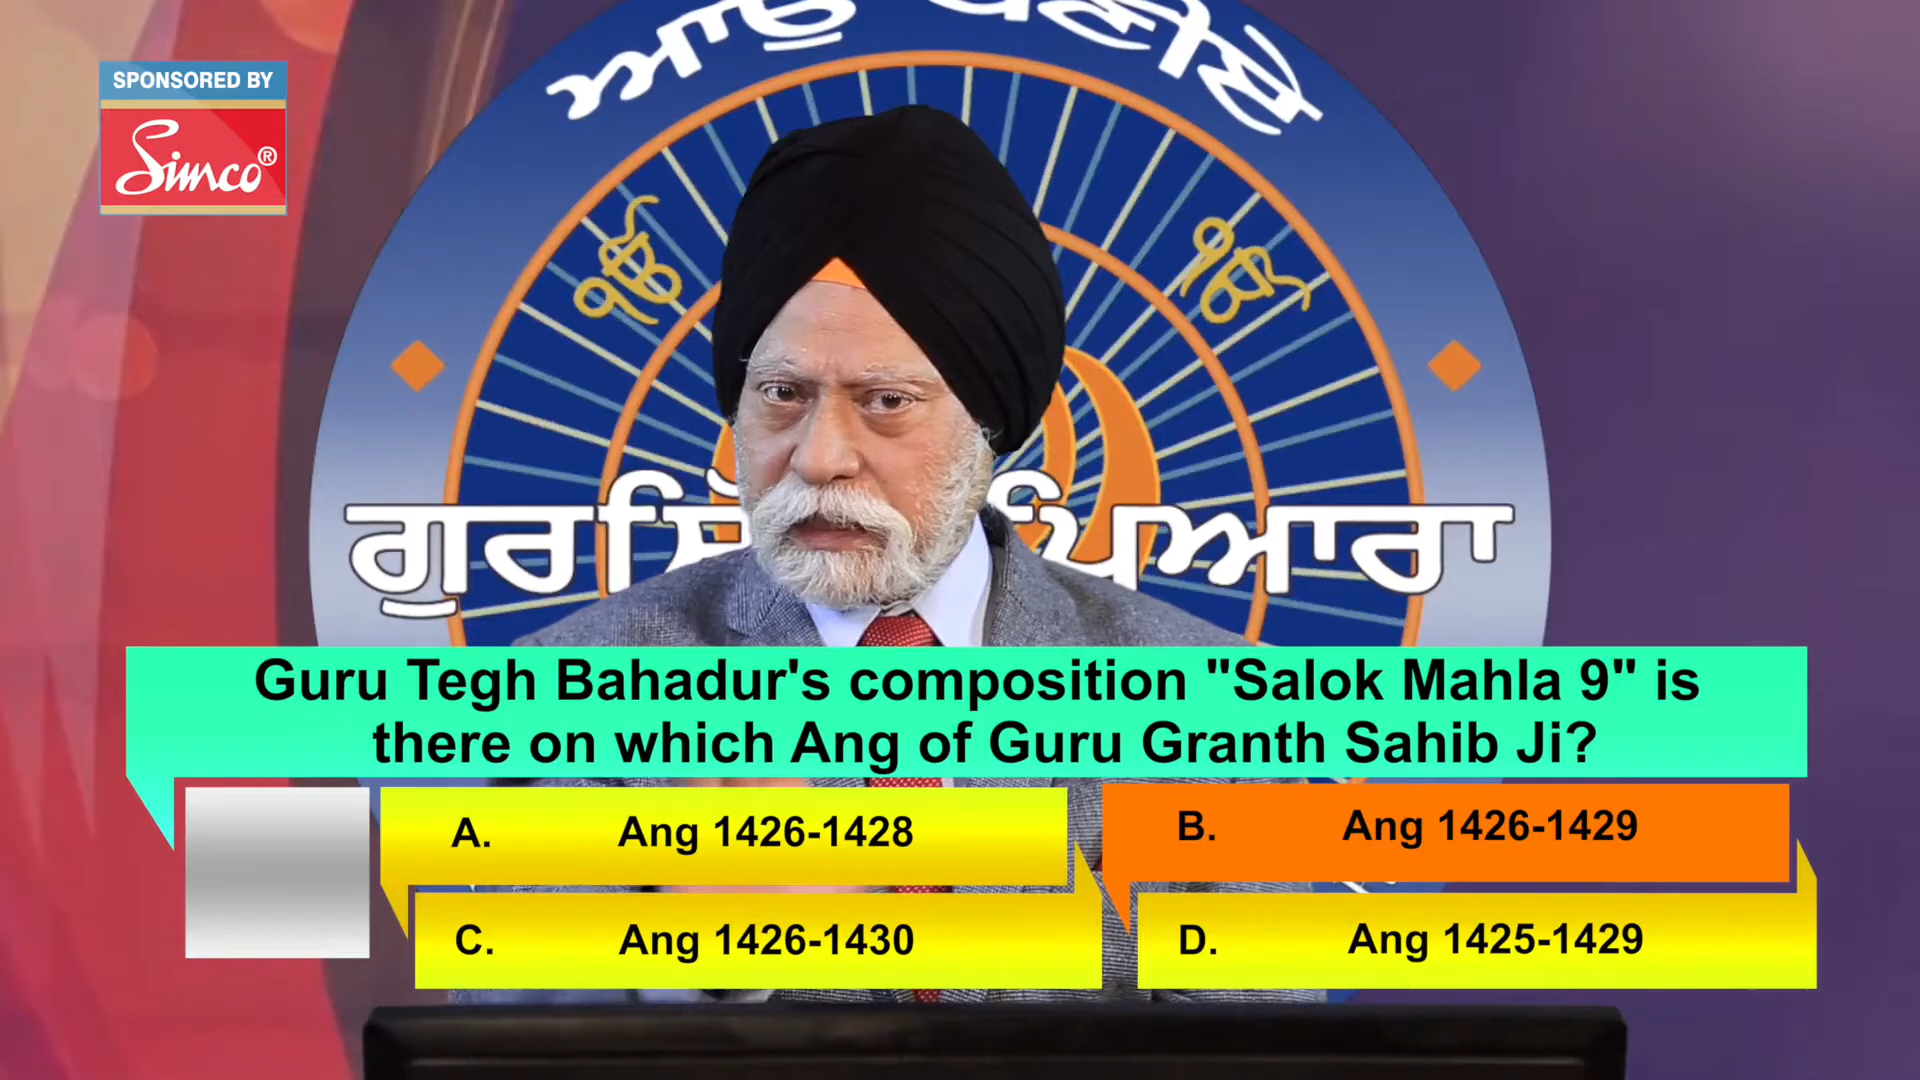 SPONSORED BY
Simco®
ਆਉ
ਗੁਰਸਿੱ ਪਿਆਰਾ
Guru Tegh Bahadur's composition "Salok Mahla 9" is
there on which Ang of Guru Granth Sahib Ji?
A. Ang 1426-1428
B. Ang 1426-1429
C. Ang 1426-1430
D. Ang 1425-1429